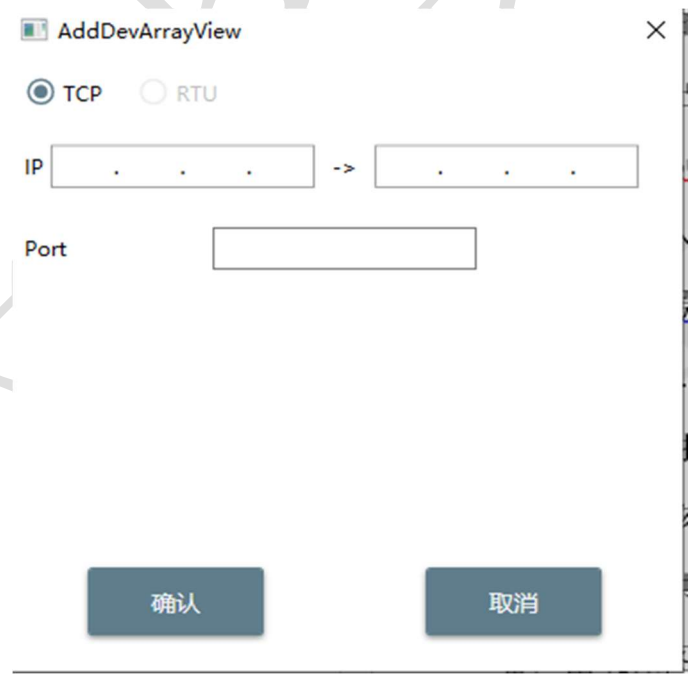 AddDevArrayView
TCP RTU
IP . . . -> . . .
Port
确认 取消